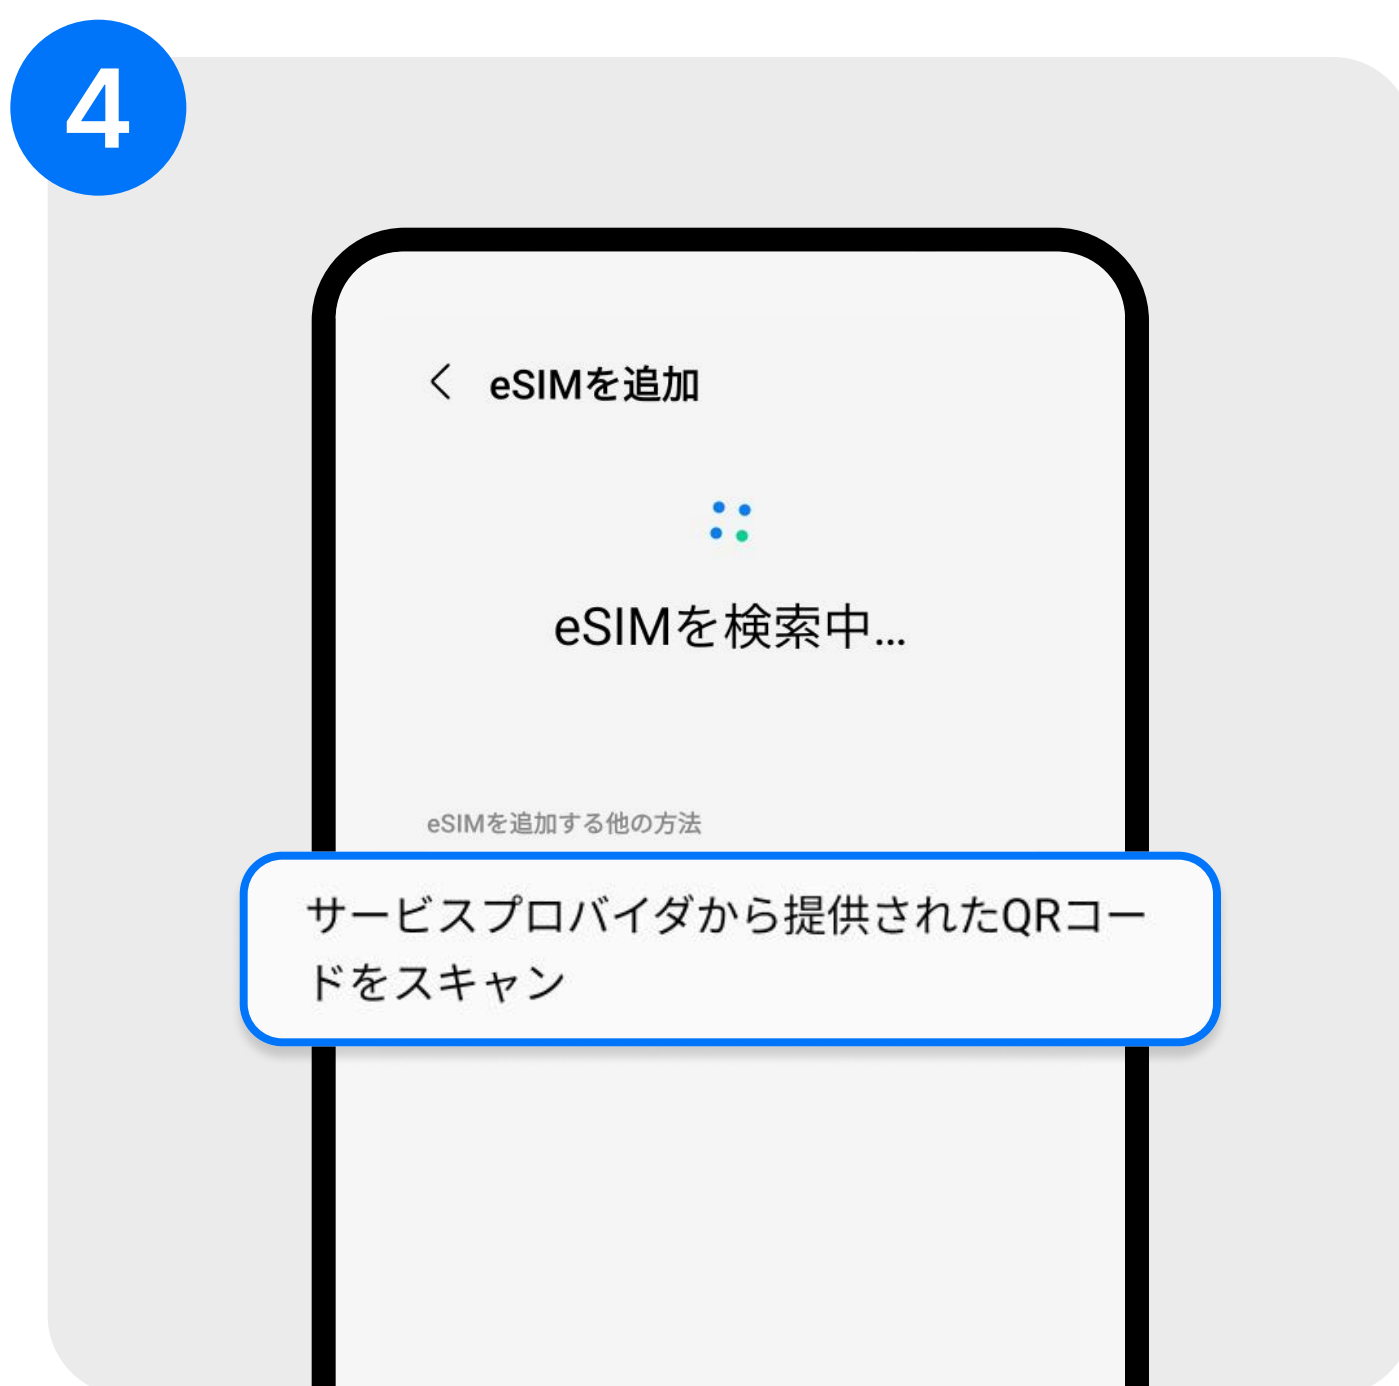 4
eSIMを追加
eSIMを検索中...
eSIMを追加する他の方法
サービスプロバイダから提供されたQRコー
ドをスキャン